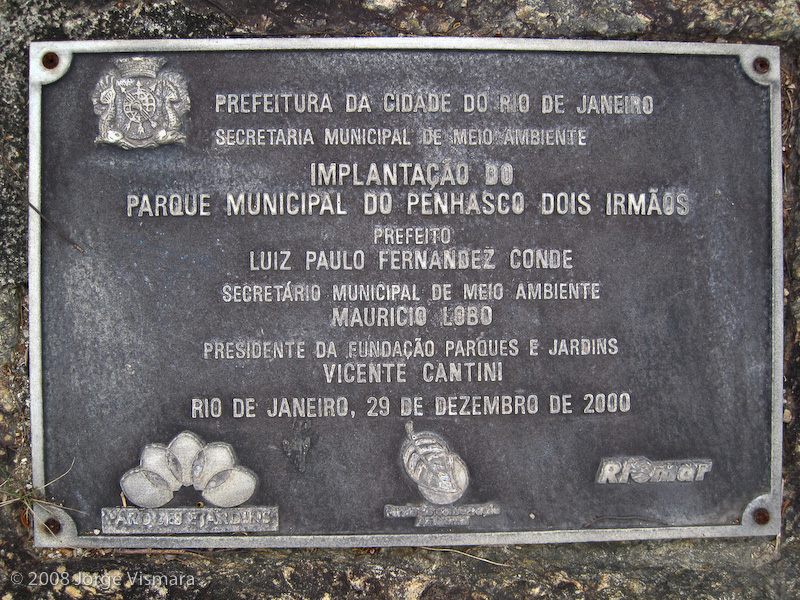 PREFEITURA DA CIDADE DO RIO DE JANEIRO
SECRETARIA MUNICIPAL DE MEIO AMBIENTE
IMPLANTAÇÃO DO
PARQUE MUNICIPAL DO PENHASCO DOIS IRMÃOS
PREFEITO
LUIZ PAULO FERNANDEZ CONDE
SECRETÁRIO MUNICIPAL DE MEIO AMBIENTE
MAURICIO LOBO
PRESIDENTE DA FUNDAÇÃO PARQUES E JARDINS
VICENTE CANTINI
RIO DE JANEIRO, 29 DE DEZEMBRO DE 2000
PARQUES E JARDINS
RIOmar
© 2008 Jorge Vismara